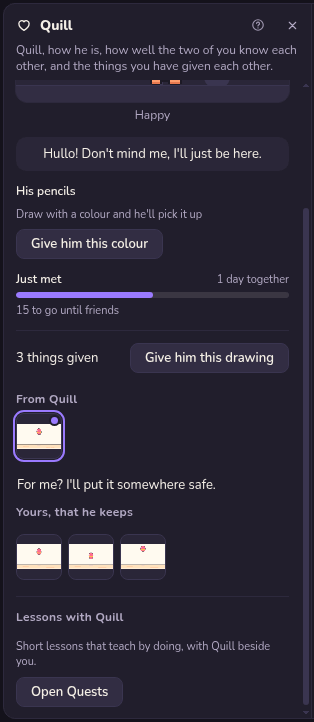 Quill
Quill, how he is, how well the two of you know each
other, and the things you have given each other.
Happy
Hullo! Don't mind me, I'll just be here.
His pencils
Draw with a colour and he'll pick it up
Give him this colour
Just met 1 day together
15 to go until friends
3 things given Give him this drawing
From Quill
For me? I'll put it somewhere safe.
Yours, that he keeps
Lessons with Quill
Short lessons that teach by doing, with Quill beside
you.
Open Quests